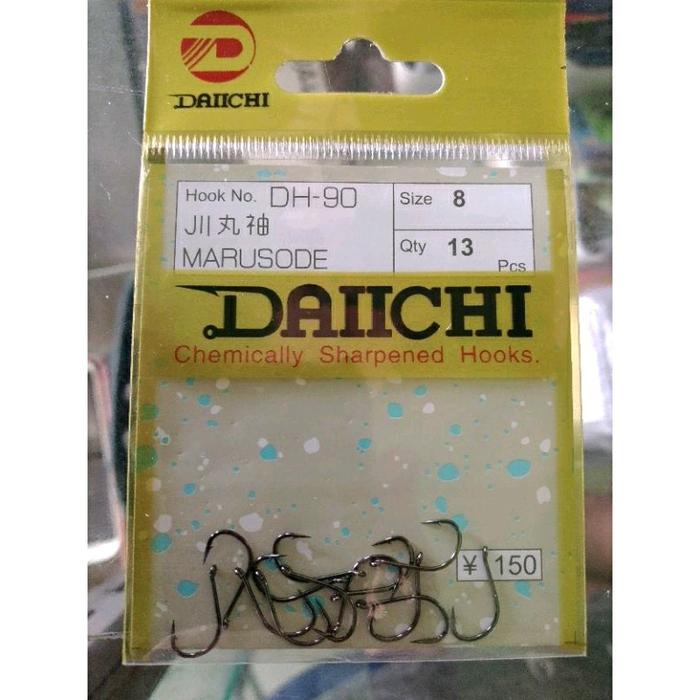 DAIICHI
Hook No. DH-90
川丸袖
MARUSODE
Size 8
Qty 13 Pcs
DAIICHI
Chemically Sharpened Hooks.
¥ 150